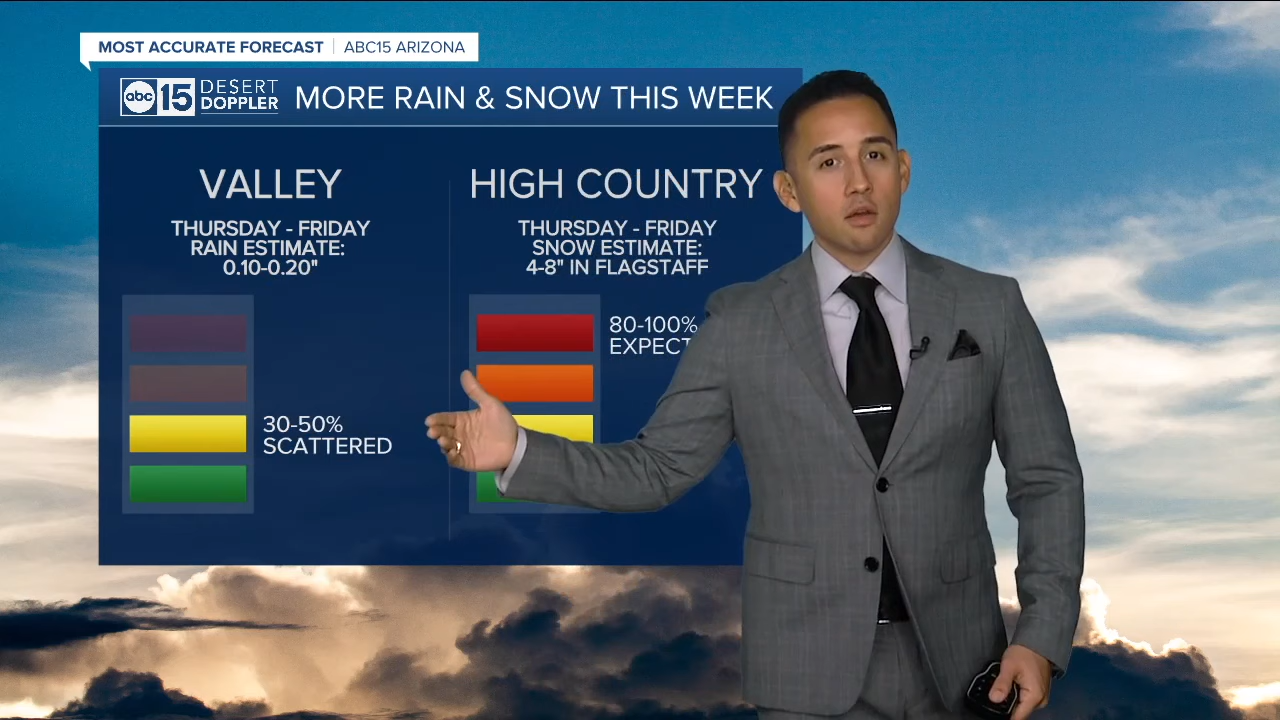 MOST ACCURATE FORECAST | ABC15 ARIZONA
abc 15 DESERT DOPPLER
MORE RAIN & SNOW THIS WEEK
VALLEY
THURSDAY - FRIDAY
RAIN ESTIMATE:
0.10-0.20"
30-50%
SCATTERED
HIGH COUNTRY
THURSDAY - FRIDAY
SNOW ESTIMATE:
4-8" IN FLAGSTAFF
80-100%
EXPECT